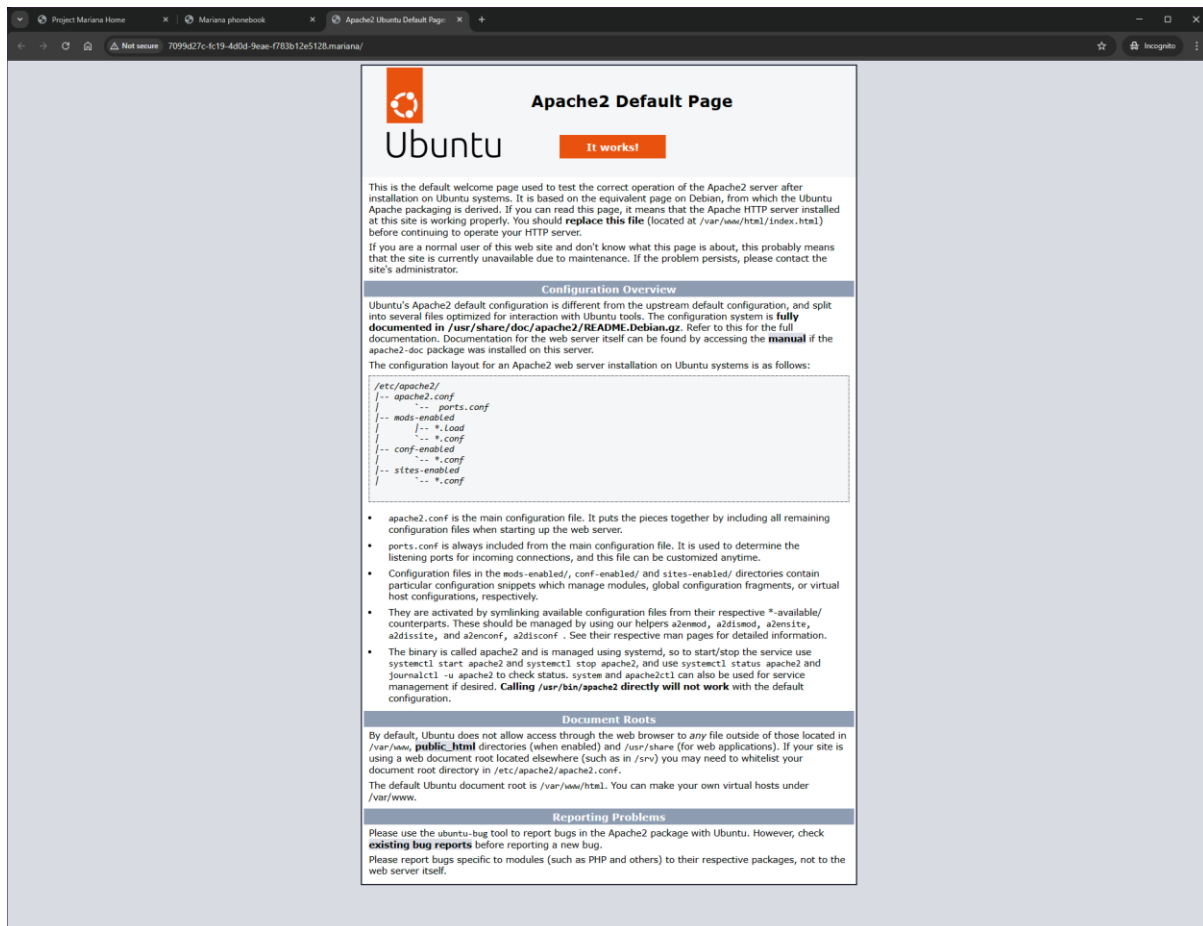 Project Mariana Home
Mariana phonebook
Apache2 Ubuntu Default Page:
Not secure
7099d27c-fc19-4d0d-9eae-f783b12e5128.mariana/
Incognito
Ubuntu
Apache2 Default Page
It works!
This is the default welcome page used to test the correct operation of the Apache2 server after
installation on Ubuntu systems. It is based on the equivalent page on Debian, from which the Ubuntu
Apache packaging is derived. If you can read this page, it means that the Apache HTTP server installed
at this site is working properly. You should replace this file (located at /var/www/html/index.html)
before continuing to operate your HTTP server.
If you are a normal user of this web site and don't know what this page is about, this probably means
that the site is currently unavailable due to maintenance. If the problem persists, please contact the
site's administrator.
Configuration Overview
Ubuntu's Apache2 default configuration is different from the upstream default configuration, and split
into several files optimized for interaction with Ubuntu tools. The configuration system is fully
documented in /usr/share/doc/apache2/README.Debian.gz. Refer to this for the full
documentation. Documentation for the web server itself can be found by accessing the manual if the
apache2-doc package was installed on this server.
The configuration layout for an Apache2 web server installation on Ubuntu systems is as follows:
/etc/apache2/
|-- apache2.conf
|       `--  ports.conf
|-- mods-enabled
|       |-- *.load
|       `-- *.conf
|-- conf-enabled
|       `-- *.conf
|-- sites-enabled
|       `-- *.conf
• apache2.conf is the main configuration file. It puts the pieces together by including all remaining
configuration files when starting up the web server.
• ports.conf is always included from the main configuration file. It is used to determine the
listening ports for incoming connections, and this file can be customized anytime.
• Configuration files in the mods-enabled/, conf-enabled/ and sites-enabled/ directories contain
particular configuration snippets which manage modules, global configuration fragments, or virtual
host configurations, respectively.
• They are activated by symlinking available configuration files from their respective *-available/
counterparts. These should be managed by using our helpers a2enmod, a2dismod, a2ensite,
a2dissite, and a2enconf, a2disconf . See their respective man pages for detailed information.
• The binary is called apache2 and is managed using systemd, so to start/stop the service use
systemctl start apache2 and systemctl stop apache2, and use systemctl status apache2 and
journalctl -u apache2 to check status. system and apache2ctl can also be used for service
management if desired. Calling /usr/bin/apache2 directly will not work with the default
configuration.
Document Roots
By default, Ubuntu does not allow access through the web browser to any file outside of those located in
/var/www, public_html directories (when enabled) and /usr/share (for web applications). If your site is
using a web document root located elsewhere (such as in /srv) you may need to whitelist your
document root directory in /etc/apache2/apache2.conf.
The default Ubuntu document root is /var/www/html. You can make your own virtual hosts under
/var/www.
Reporting Problems
Please use the ubuntu-bug tool to report bugs in the Apache2 package with Ubuntu. However, check
existing bug reports before reporting a new bug.
Please report bugs specific to modules (such as PHP and others) to their respective packages, not to the
web server itself.